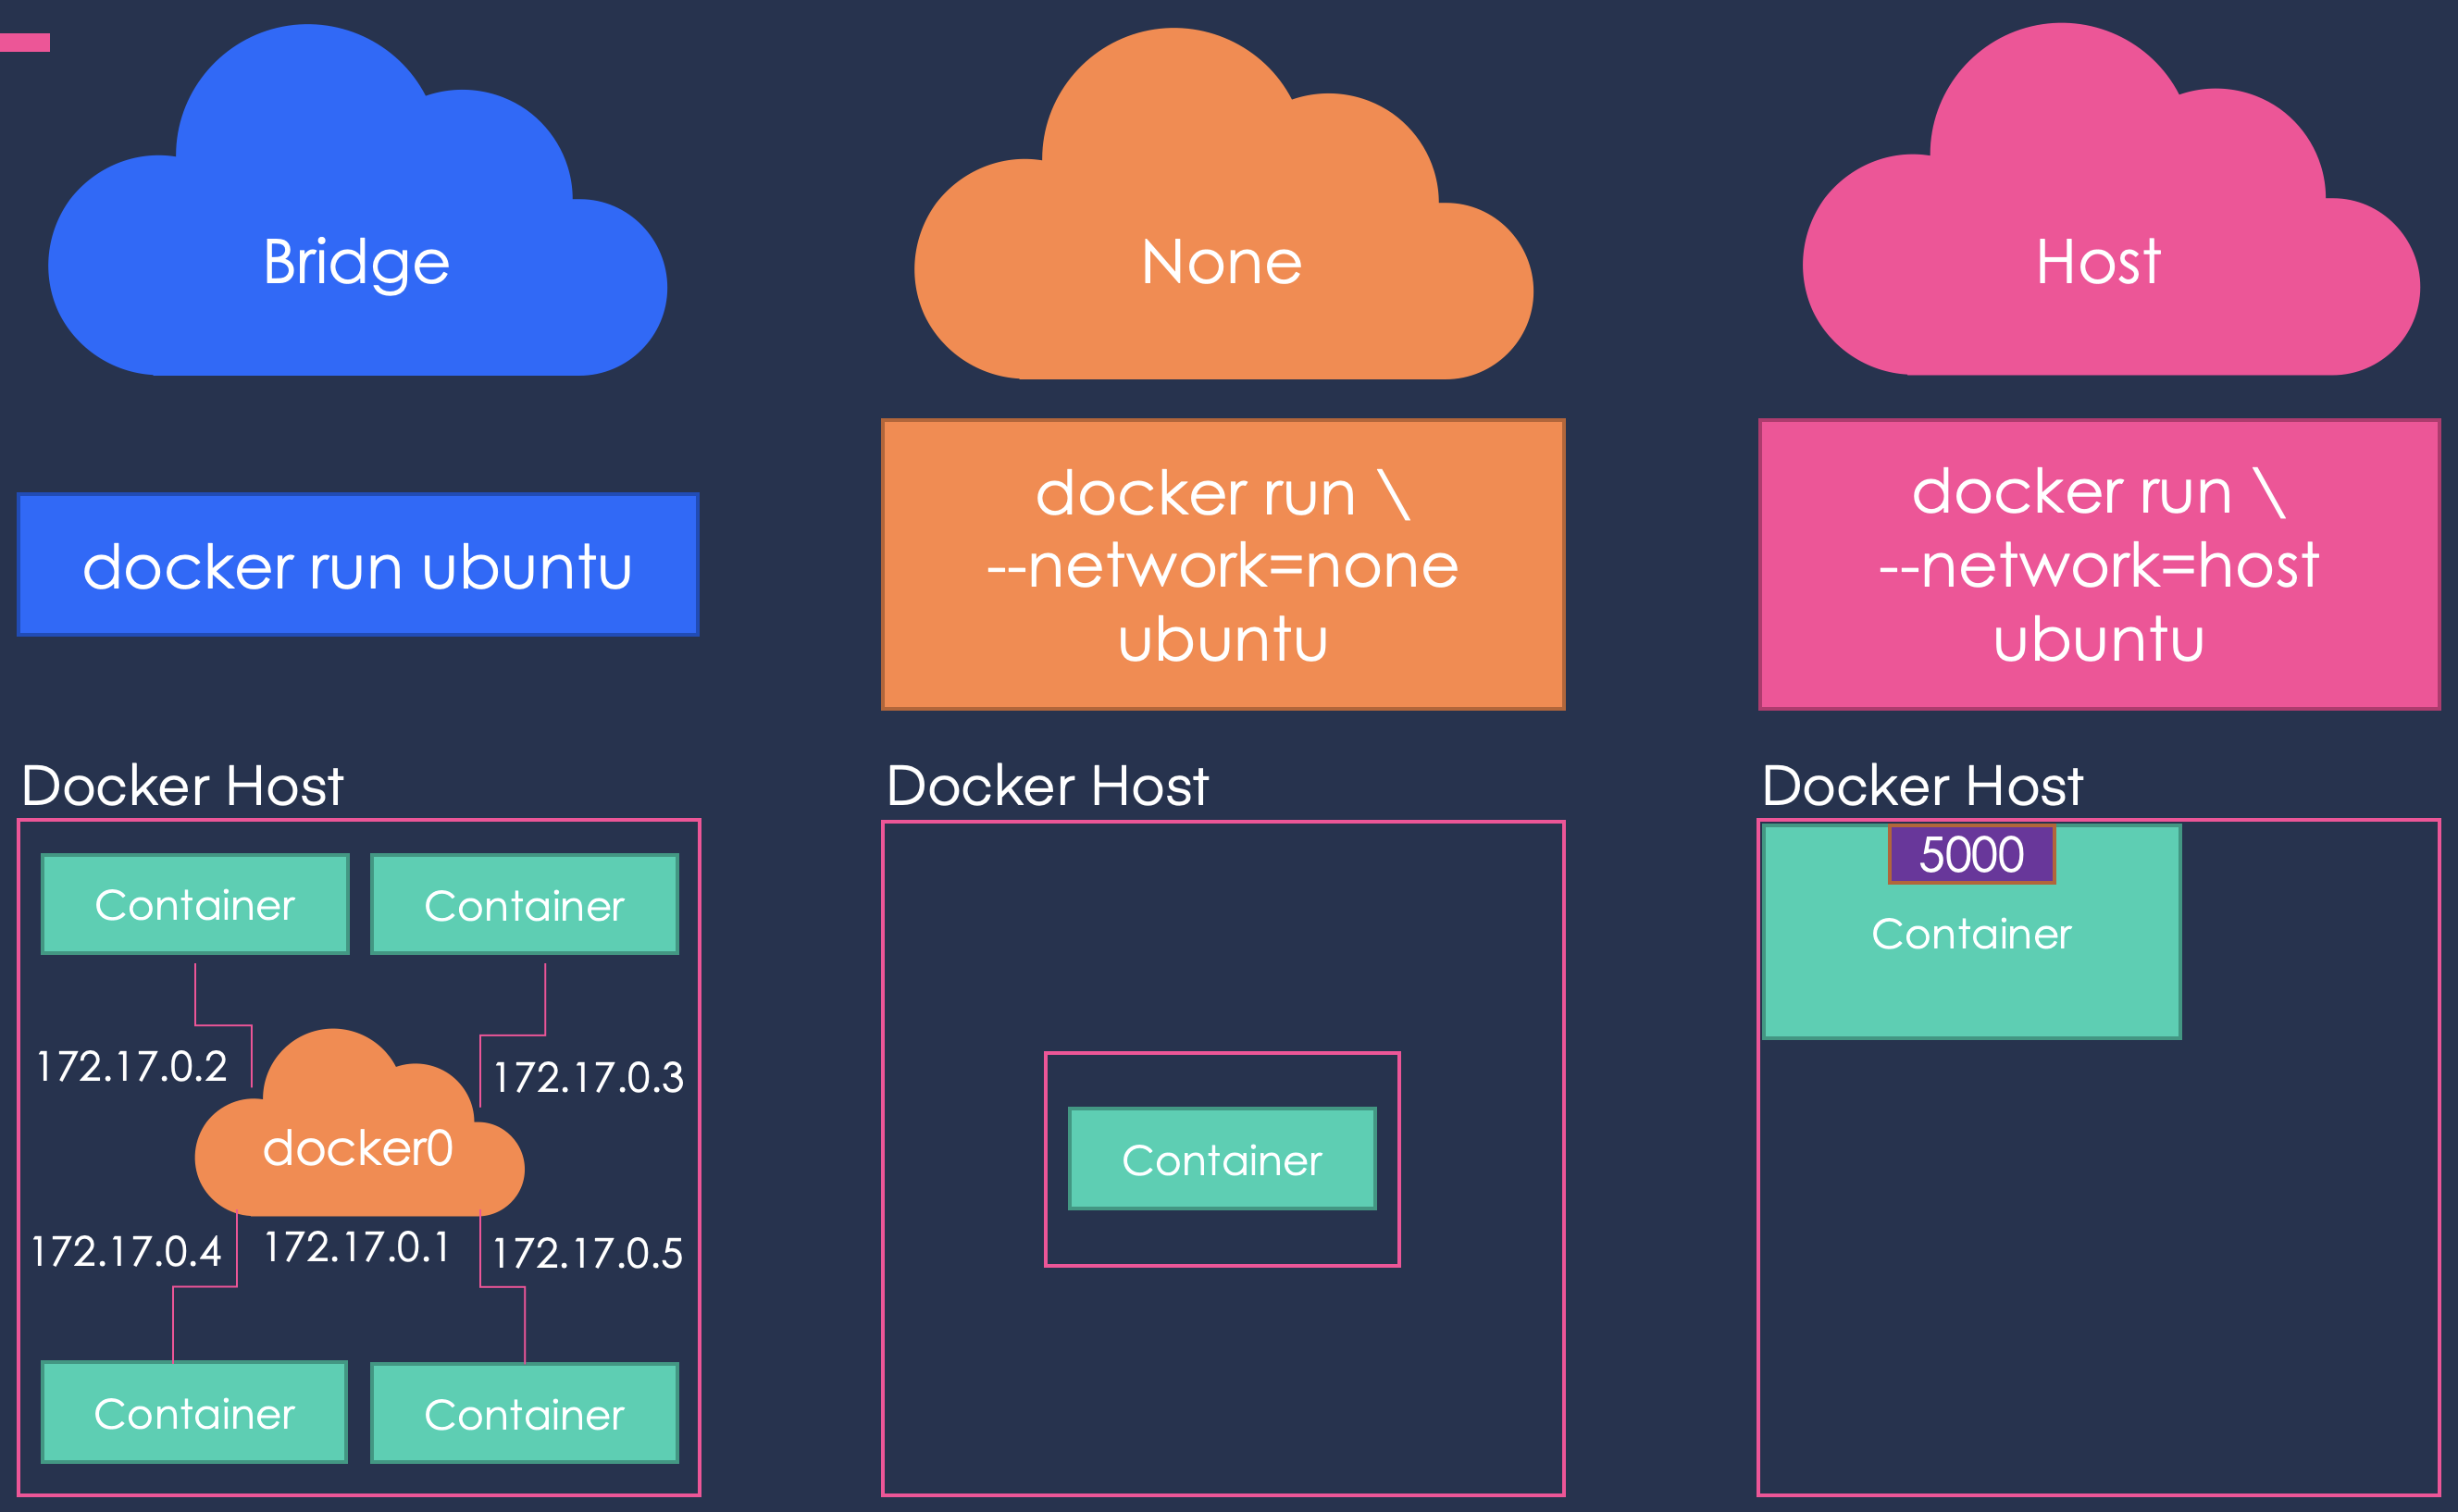 Bridge
None
Host
docker run ubuntu
docker run \
--network=none
ubuntu
docker run \
--network=host
ubuntu
Docker Host
Container
Container
172.17.0.2
172.17.0.3
docker0
172.17.0.4
172.17.0.1
172.17.0.5
Container
Container
Docker Host
Container
Docker Host
5000
Container